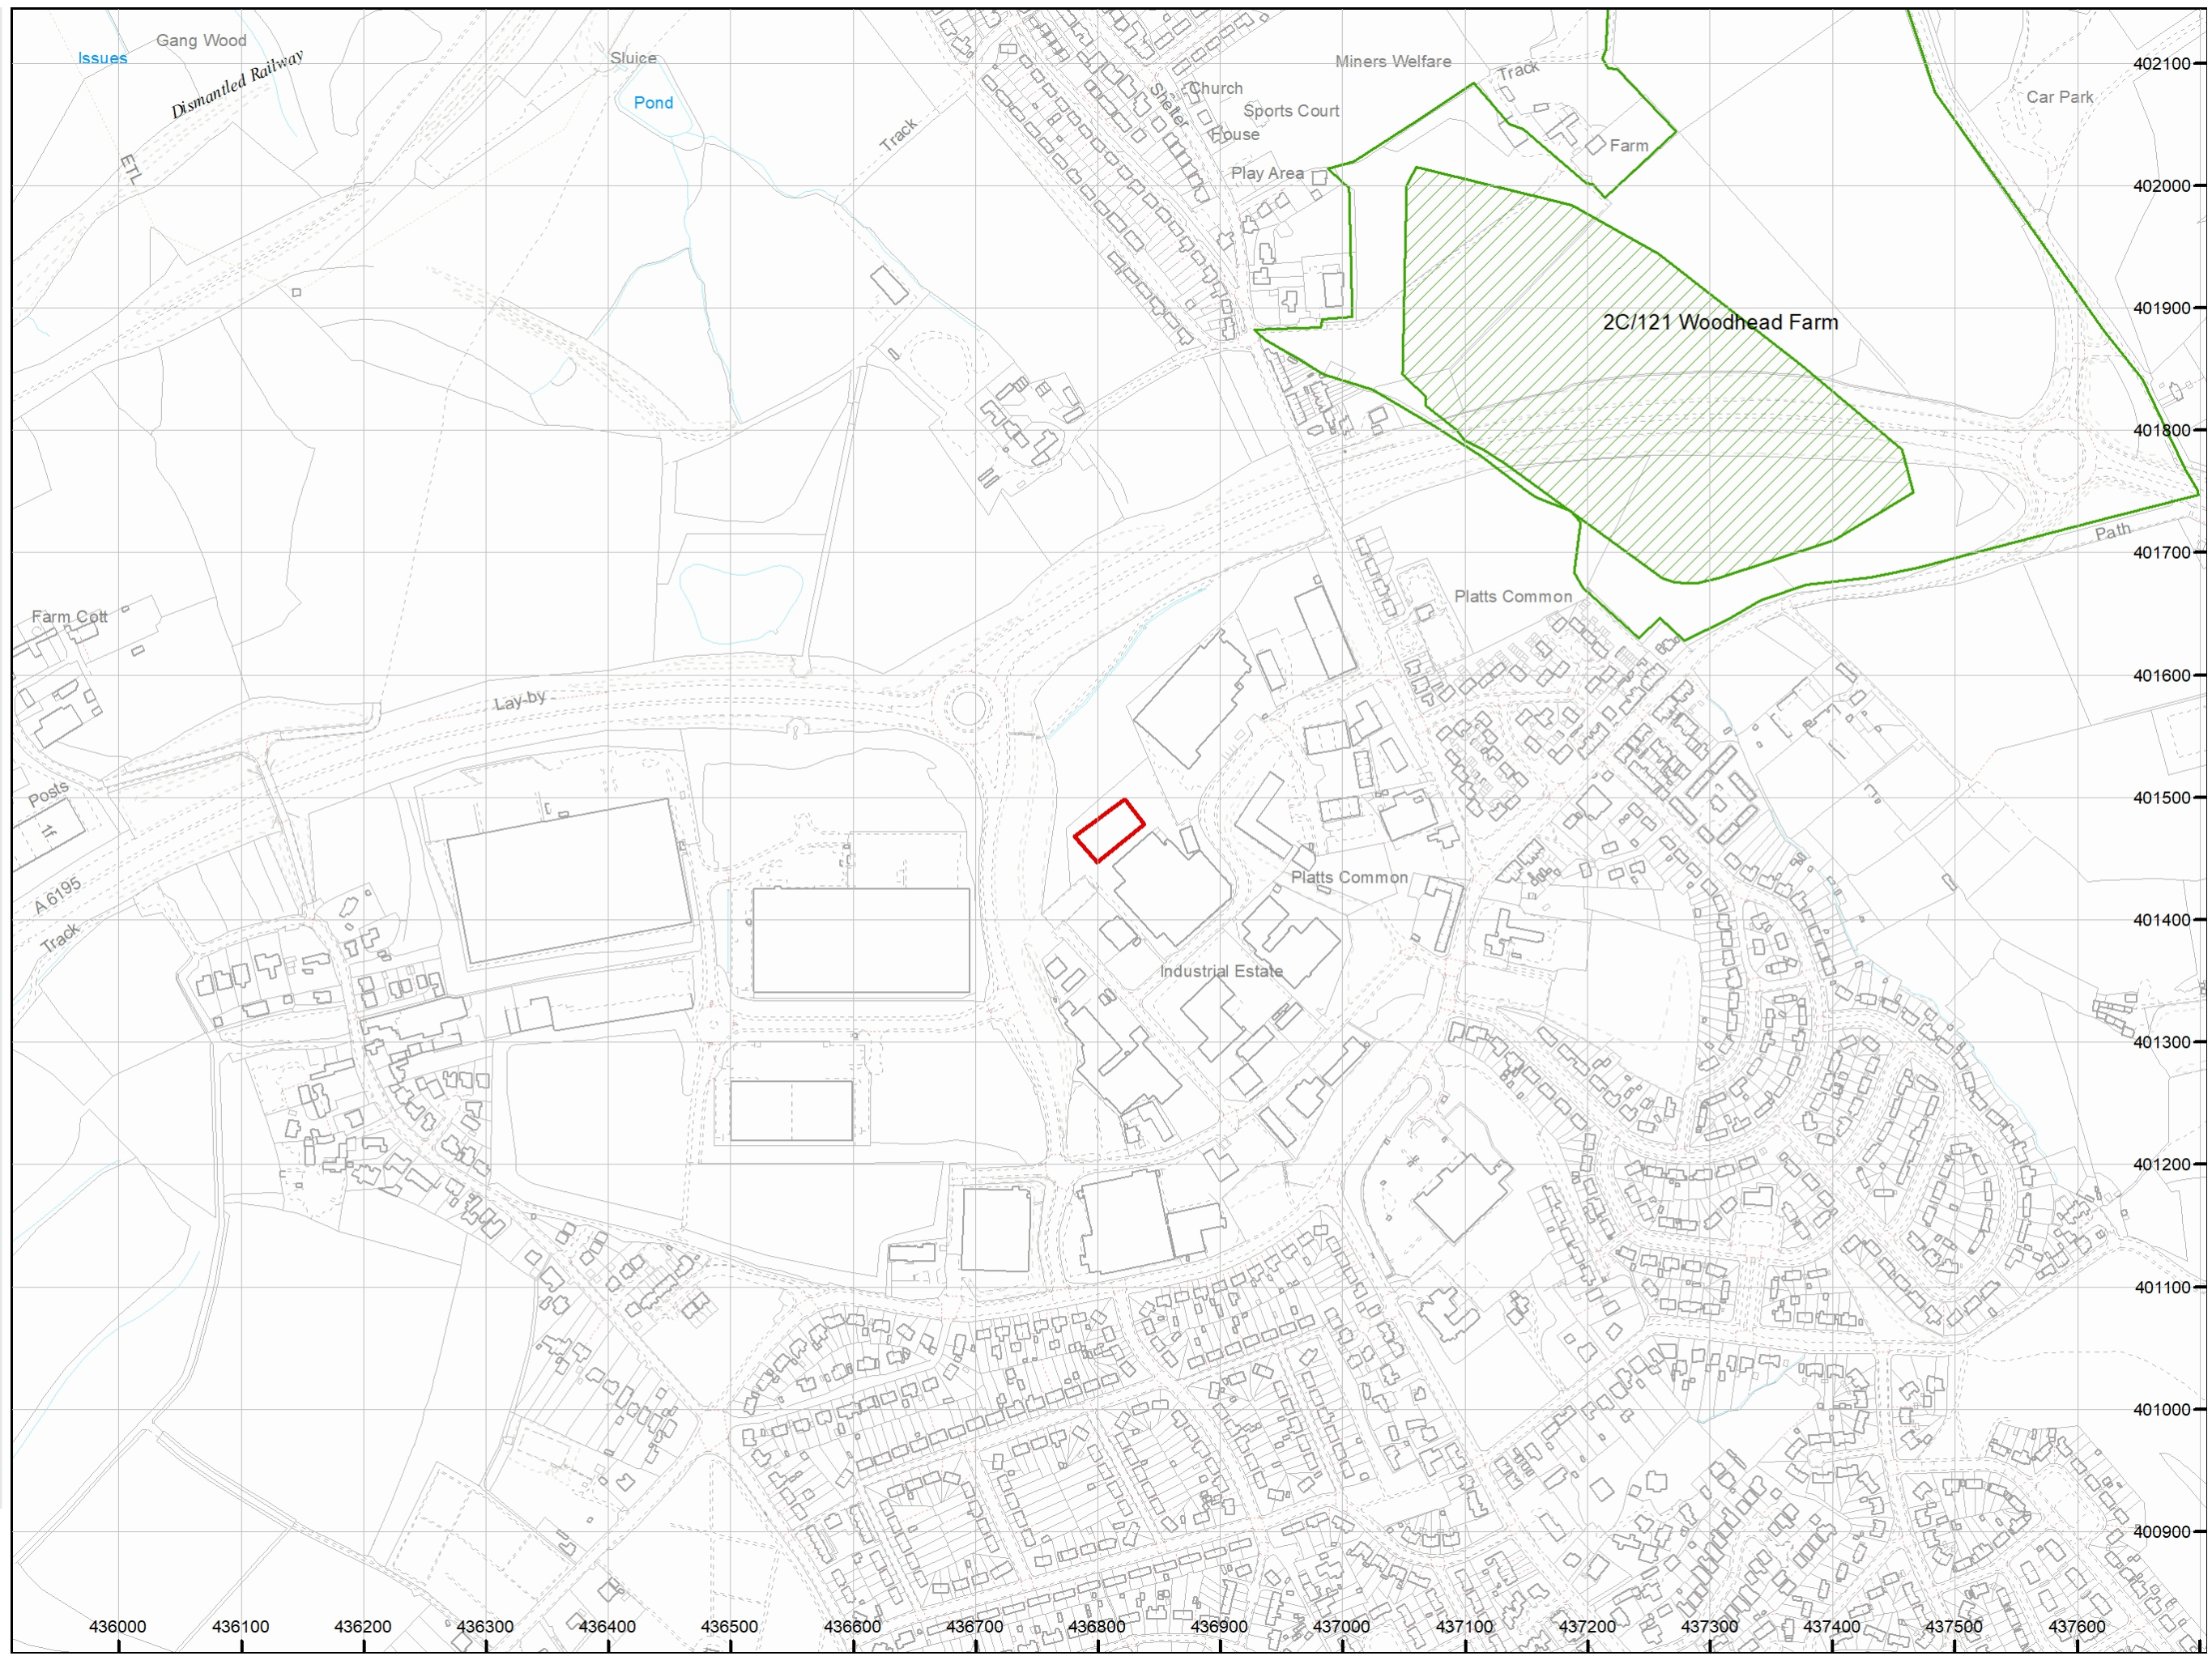 Gang Wood
Issues
Dismantled Railway
Sluice
Pond
ETL
Track
Church
Shelter
Sports Court
House
Play Area
Miners Welfare
Track
Farm
Car Park
402100
402000
401900
2C/121 Woodhead Farm
401800
Path
401700
Platts Common
Farm Cott
401600
Lay-by
Posts
1f
401500
A 6195
Platts Common
Track
401400
Industrial Estate
401300
401200
401100
401000
400900
436000
436100
436200
436300
436400
436500
436600
436700
436800
436900
437000
437100
437200
437300
437400
437500
437600